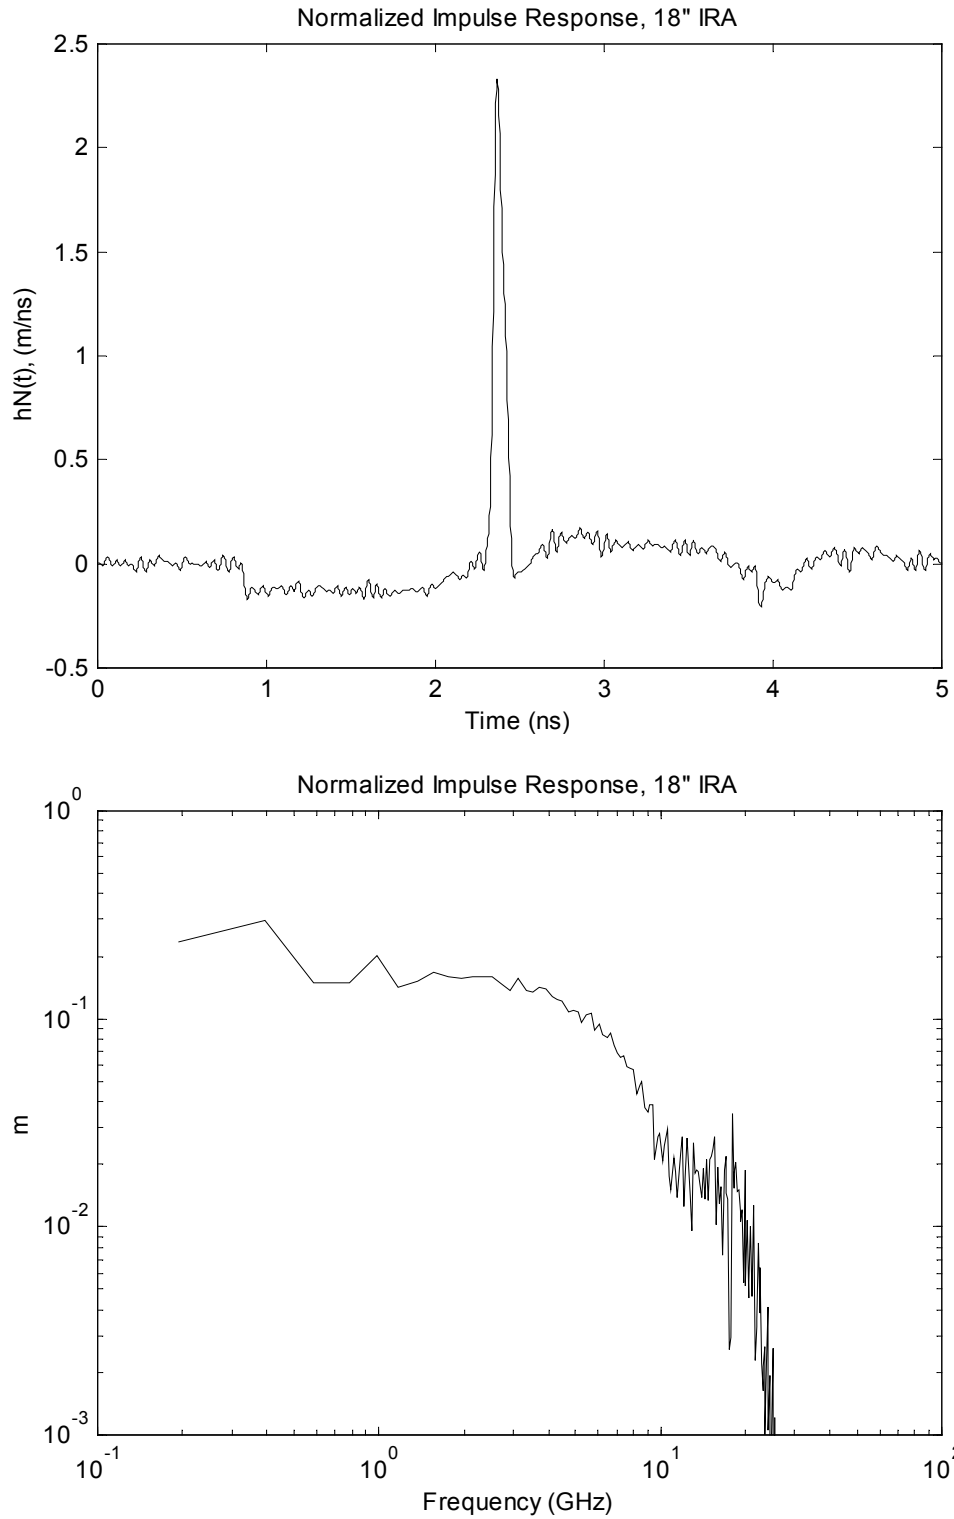 Normalized Impulse Response, 18" IRA
2.5
2
1.5
1
0.5
0
-0.5
hN(t), (m/ns)
0 1 2 3 4 5
Time (ns)
Normalized Impulse Response, 18" IRA
10^0
10^-1
10^-2
10^-3
m
10^-1 10^0 10^1 10^2
Frequency (GHz)